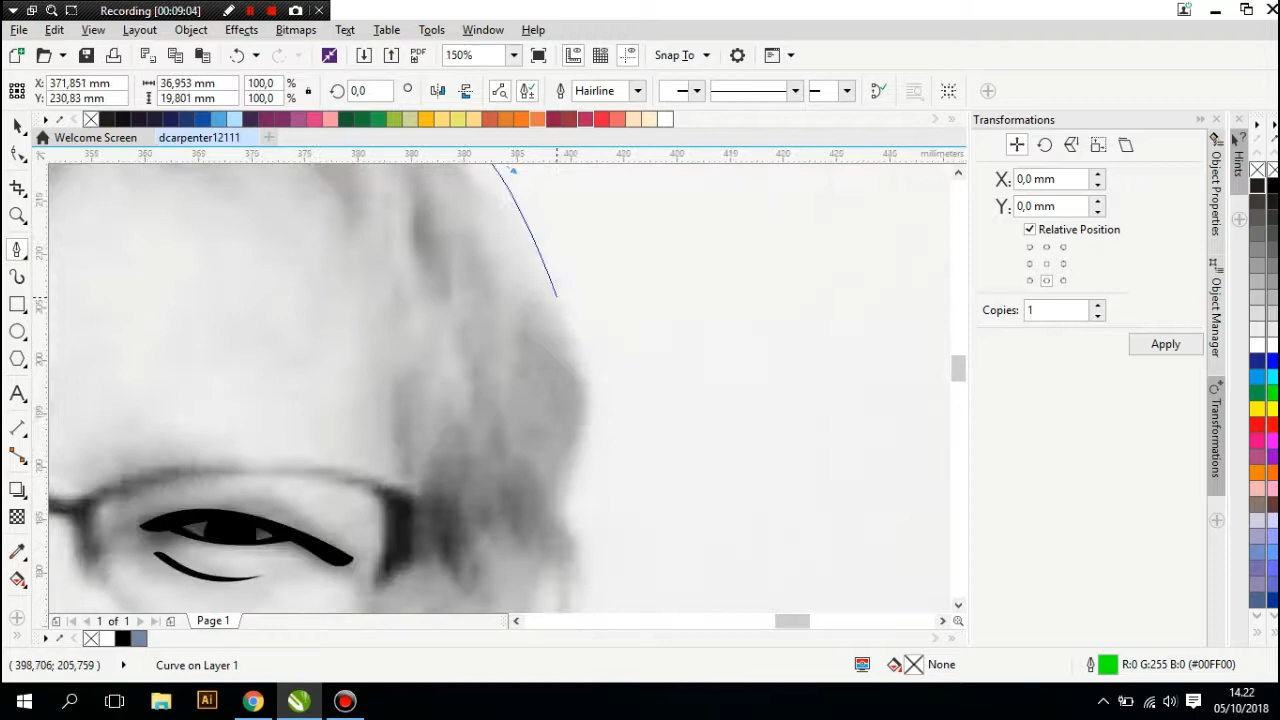 Recording [00:09:04]
File Edit View Layout Object Effects Bitmaps Text Table Tools Window Help
PDF 150% Snap To
X: 371,851 mm 36,953 mm 100,0 % 0,0 Hairline
Y: 230,83 mm 19,801 mm 100,0 %
Welcome Screen dcarpenter12111
millimeters
Transformations
X: 0,0 mm
Y: 0,0 mm
Relative Position
Copies: 1
Apply
Hints
Object Properties
Object Manager
Transformations
1 of 1 Page 1
( 398,706; 205,759 ) Curve on Layer 1 None R:0 G:255 B:0 (#00FF00)
Ai
14.22
05/10/2018